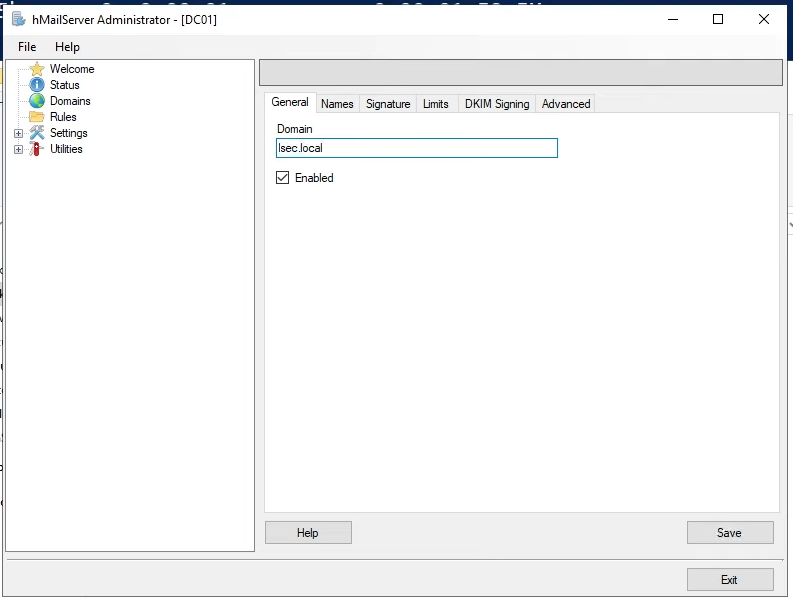 hMailServer Administrator - [DC01]
File Help
Welcome
Status
Domains
Rules
Settings
Utilities
General Names Signature Limits DKIM Signing Advanced
Domain
lsec.local
Enabled
Help Save
Exit